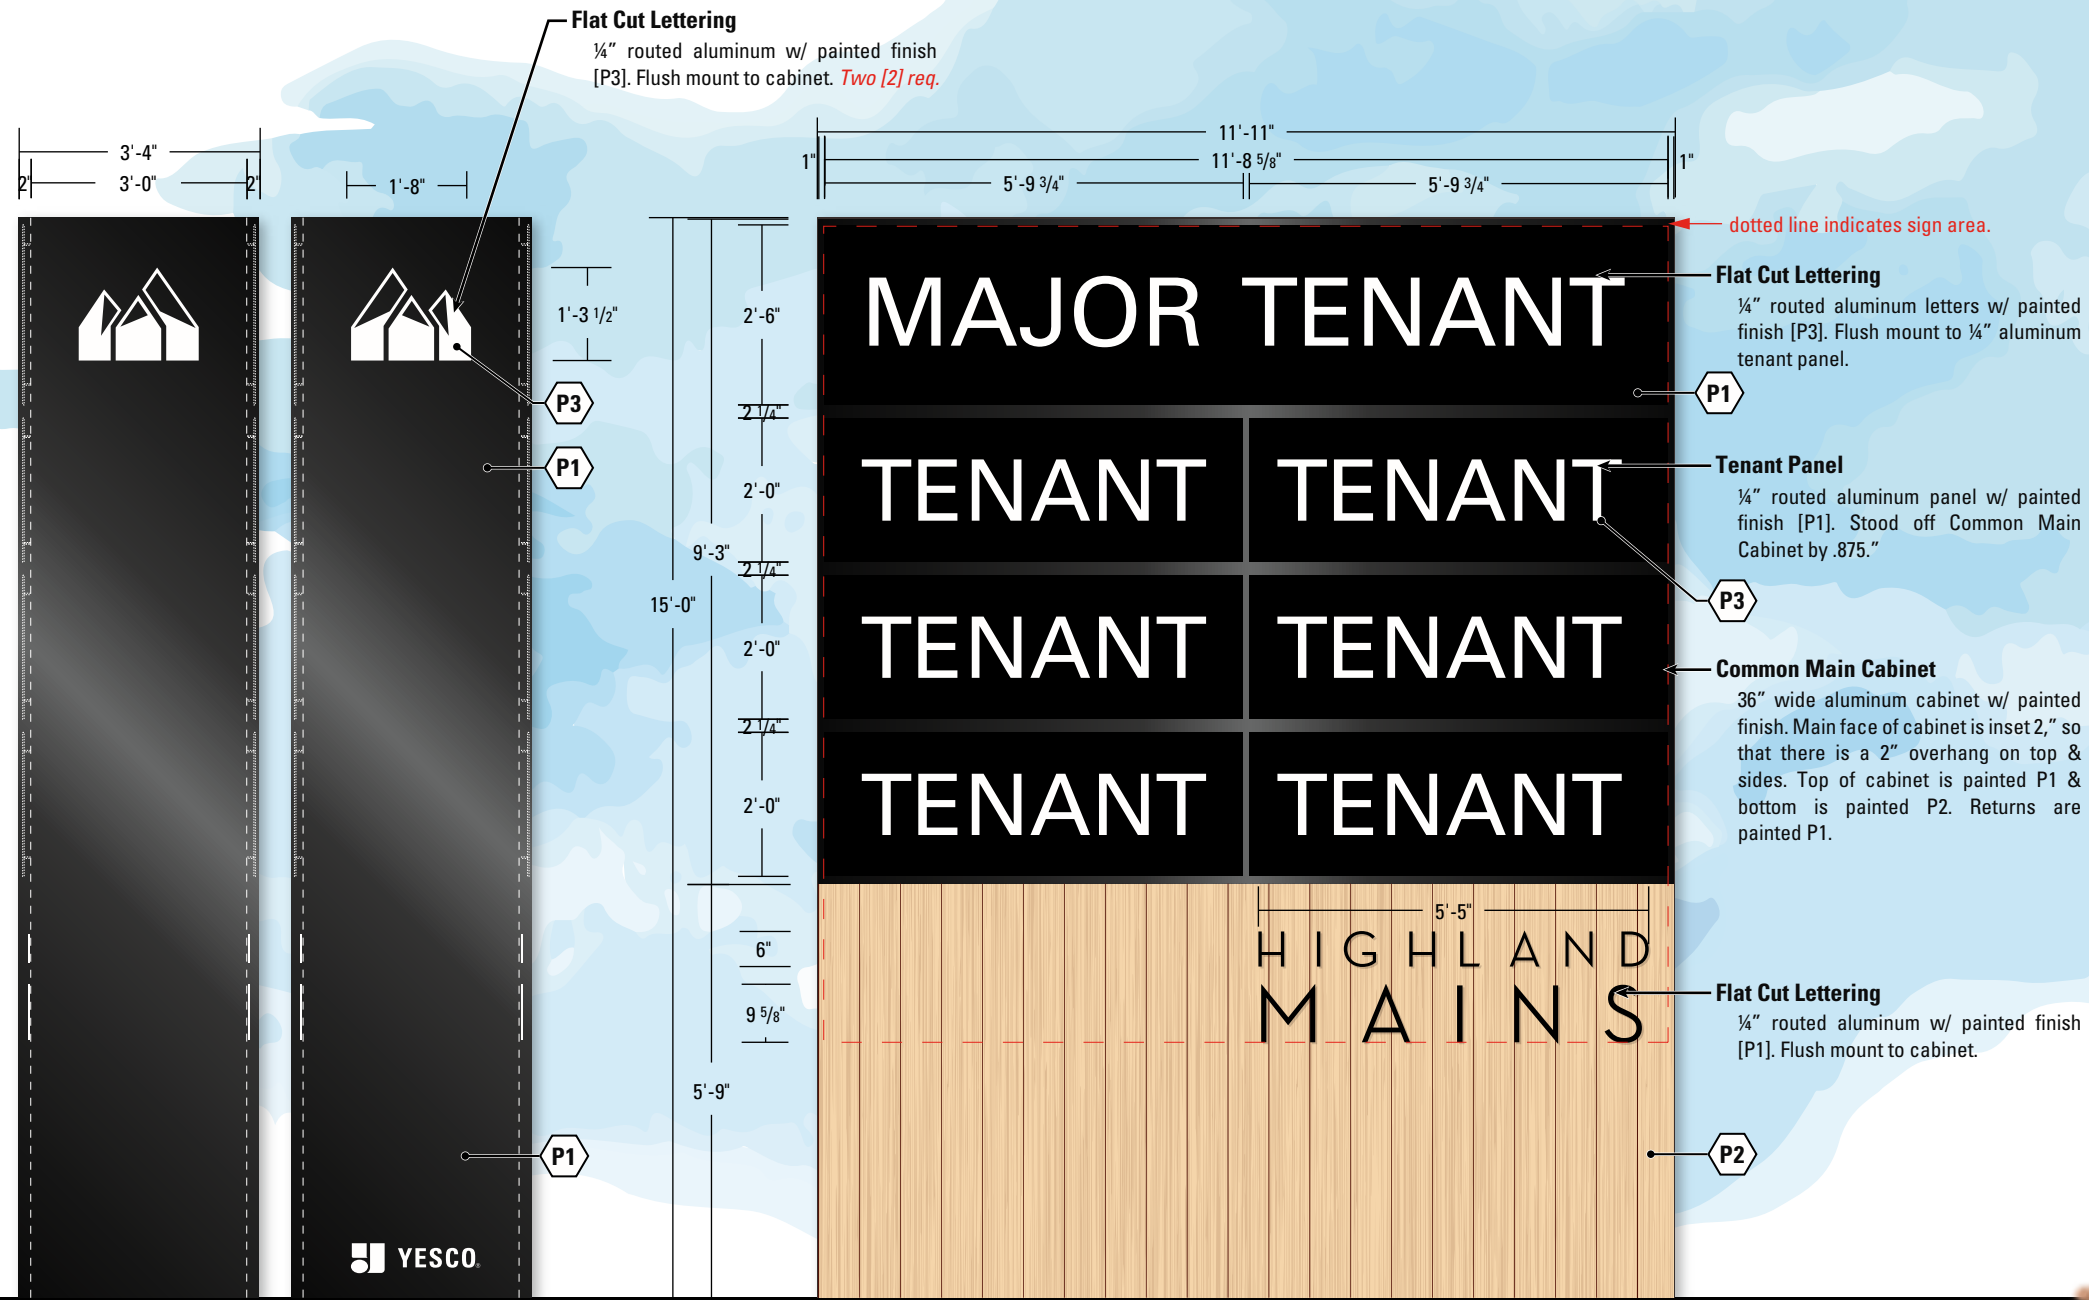 Flat Cut Lettering
¼” routed aluminum w/ painted finish
[P3]. Flush mount to cabinet. Two [2] req.
3'-4"
2"
3'-0"
2"
1'-8"
11'-11"
1"
11'-8 5/8"
1"
5'-9 3/4"
5'-9 3/4"
dotted line indicates sign area.
MAJOR TENANT
Flat Cut Lettering
¼” routed aluminum letters w/ painted
finish [P3]. Flush mount to ¼” aluminum
tenant panel.
1'-3 1/2"
2'-6"
P3
P1
2 1/4"
P1
TENANT
TENANT
Tenant Panel
¼” routed aluminum panel w/ painted
finish [P1]. Stood off Common Main
Cabinet by .875.”
2'-0"
9'-3"
2 1/4"
P3
15'-0"
TENANT
TENANT
2'-0"
Common Main Cabinet
36” wide aluminum cabinet w/ painted
finish. Main face of cabinet is inset 2,” so
that there is a 2” overhang on top &
sides. Top of cabinet is painted P1 &
bottom is painted P2. Returns are
painted P1.
2 1/4"
TENANT
TENANT
2'-0"
5'-5"
6"
HIGHLAND
9 5/8"
MAINS
Flat Cut Lettering
¼” routed aluminum w/ painted finish
[P1]. Flush mount to cabinet.
5'-9"
P1
P2
YESCO®